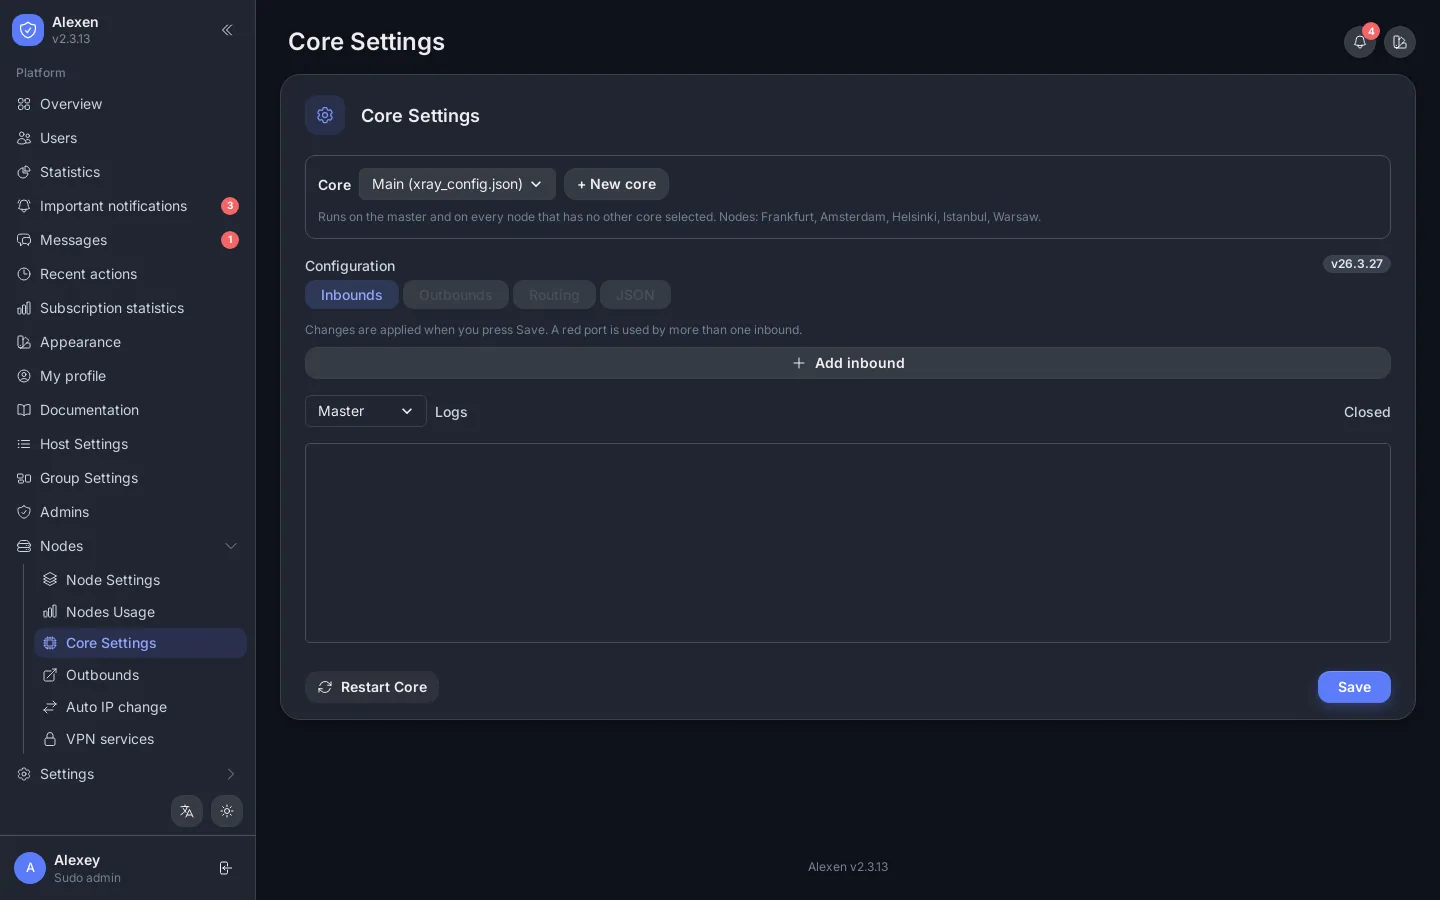 Alexen
v2.3.13
Platform
Overview
Users
Statistics
Important notifications
3
Messages
1
Recent actions
Subscription statistics
Appearance
My profile
Documentation
Host Settings
Group Settings
Admins
Nodes
Node Settings
Nodes Usage
Core Settings
Outbounds
Auto IP change
VPN services
Settings
A
Alexey
Sudo admin
Core Settings
4
Core Settings
Core
Main (xray_config.json)
+ New core
Runs on the master and on every node that has no other core selected. Nodes: Frankfurt, Amsterdam, Helsinki, Istanbul, Warsaw.
Configuration
v26.3.27
Inbounds
Outbounds
Routing
JSON
Changes are applied when you press Save. A red port is used by more than one inbound.
Add inbound
Master
Logs
Closed
Restart Core
Save
Alexen v2.3.13